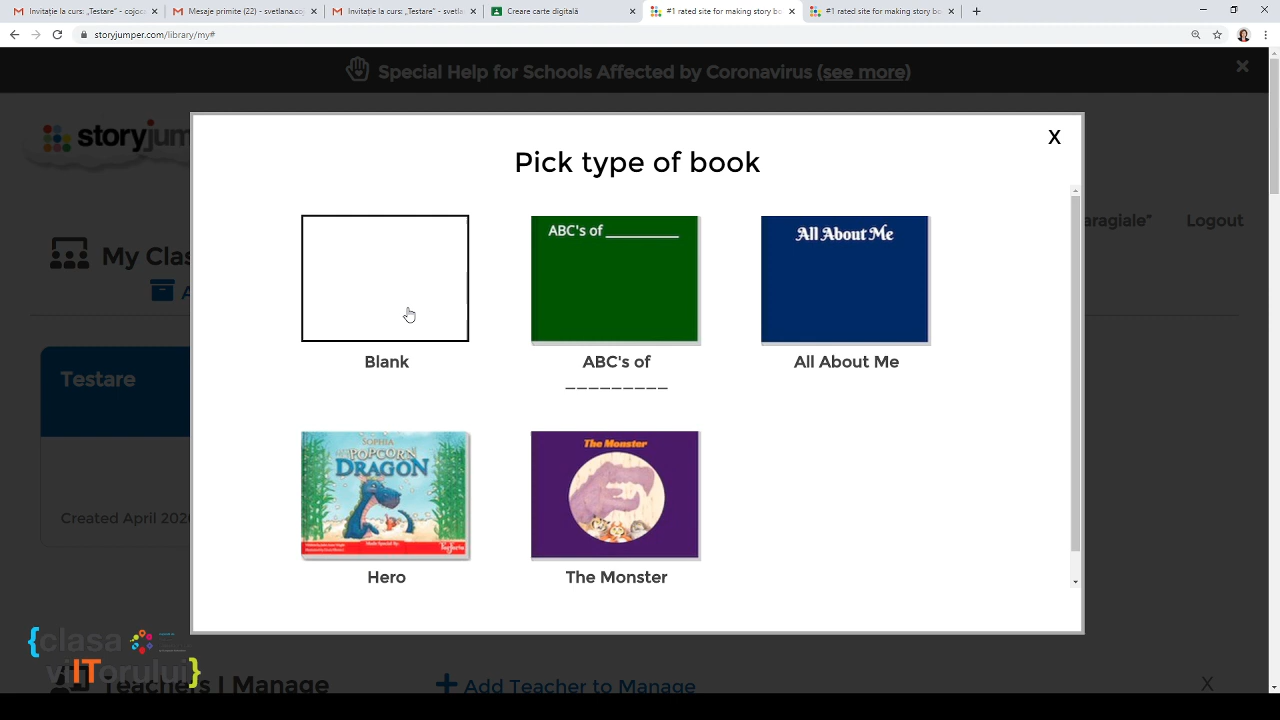 Invitație la curs: „Testare” - cojoc
Mesaje primite (22) - svetlana.co
Invitație la curs: „Testare” - svetla
Creare carte digitală
#1 rated site for making story bo
#1 rated site for making story bo
storyjumper.com/library/my#
Special Help for Schools Affected by Coronavirus (see more)
storyjum
Pick type of book
X
aragiale”
Logout
My Clas
A
ABC's of _________
All About Me
Testare
Blank
ABC's of
_________
All About Me
SOPHIA
POPCORN
DRAGON
The Monster
Created April 2020
Hero
The Monster
{clasa
viITorului}
Teachers I Manage
Add Teacher to Manage
X